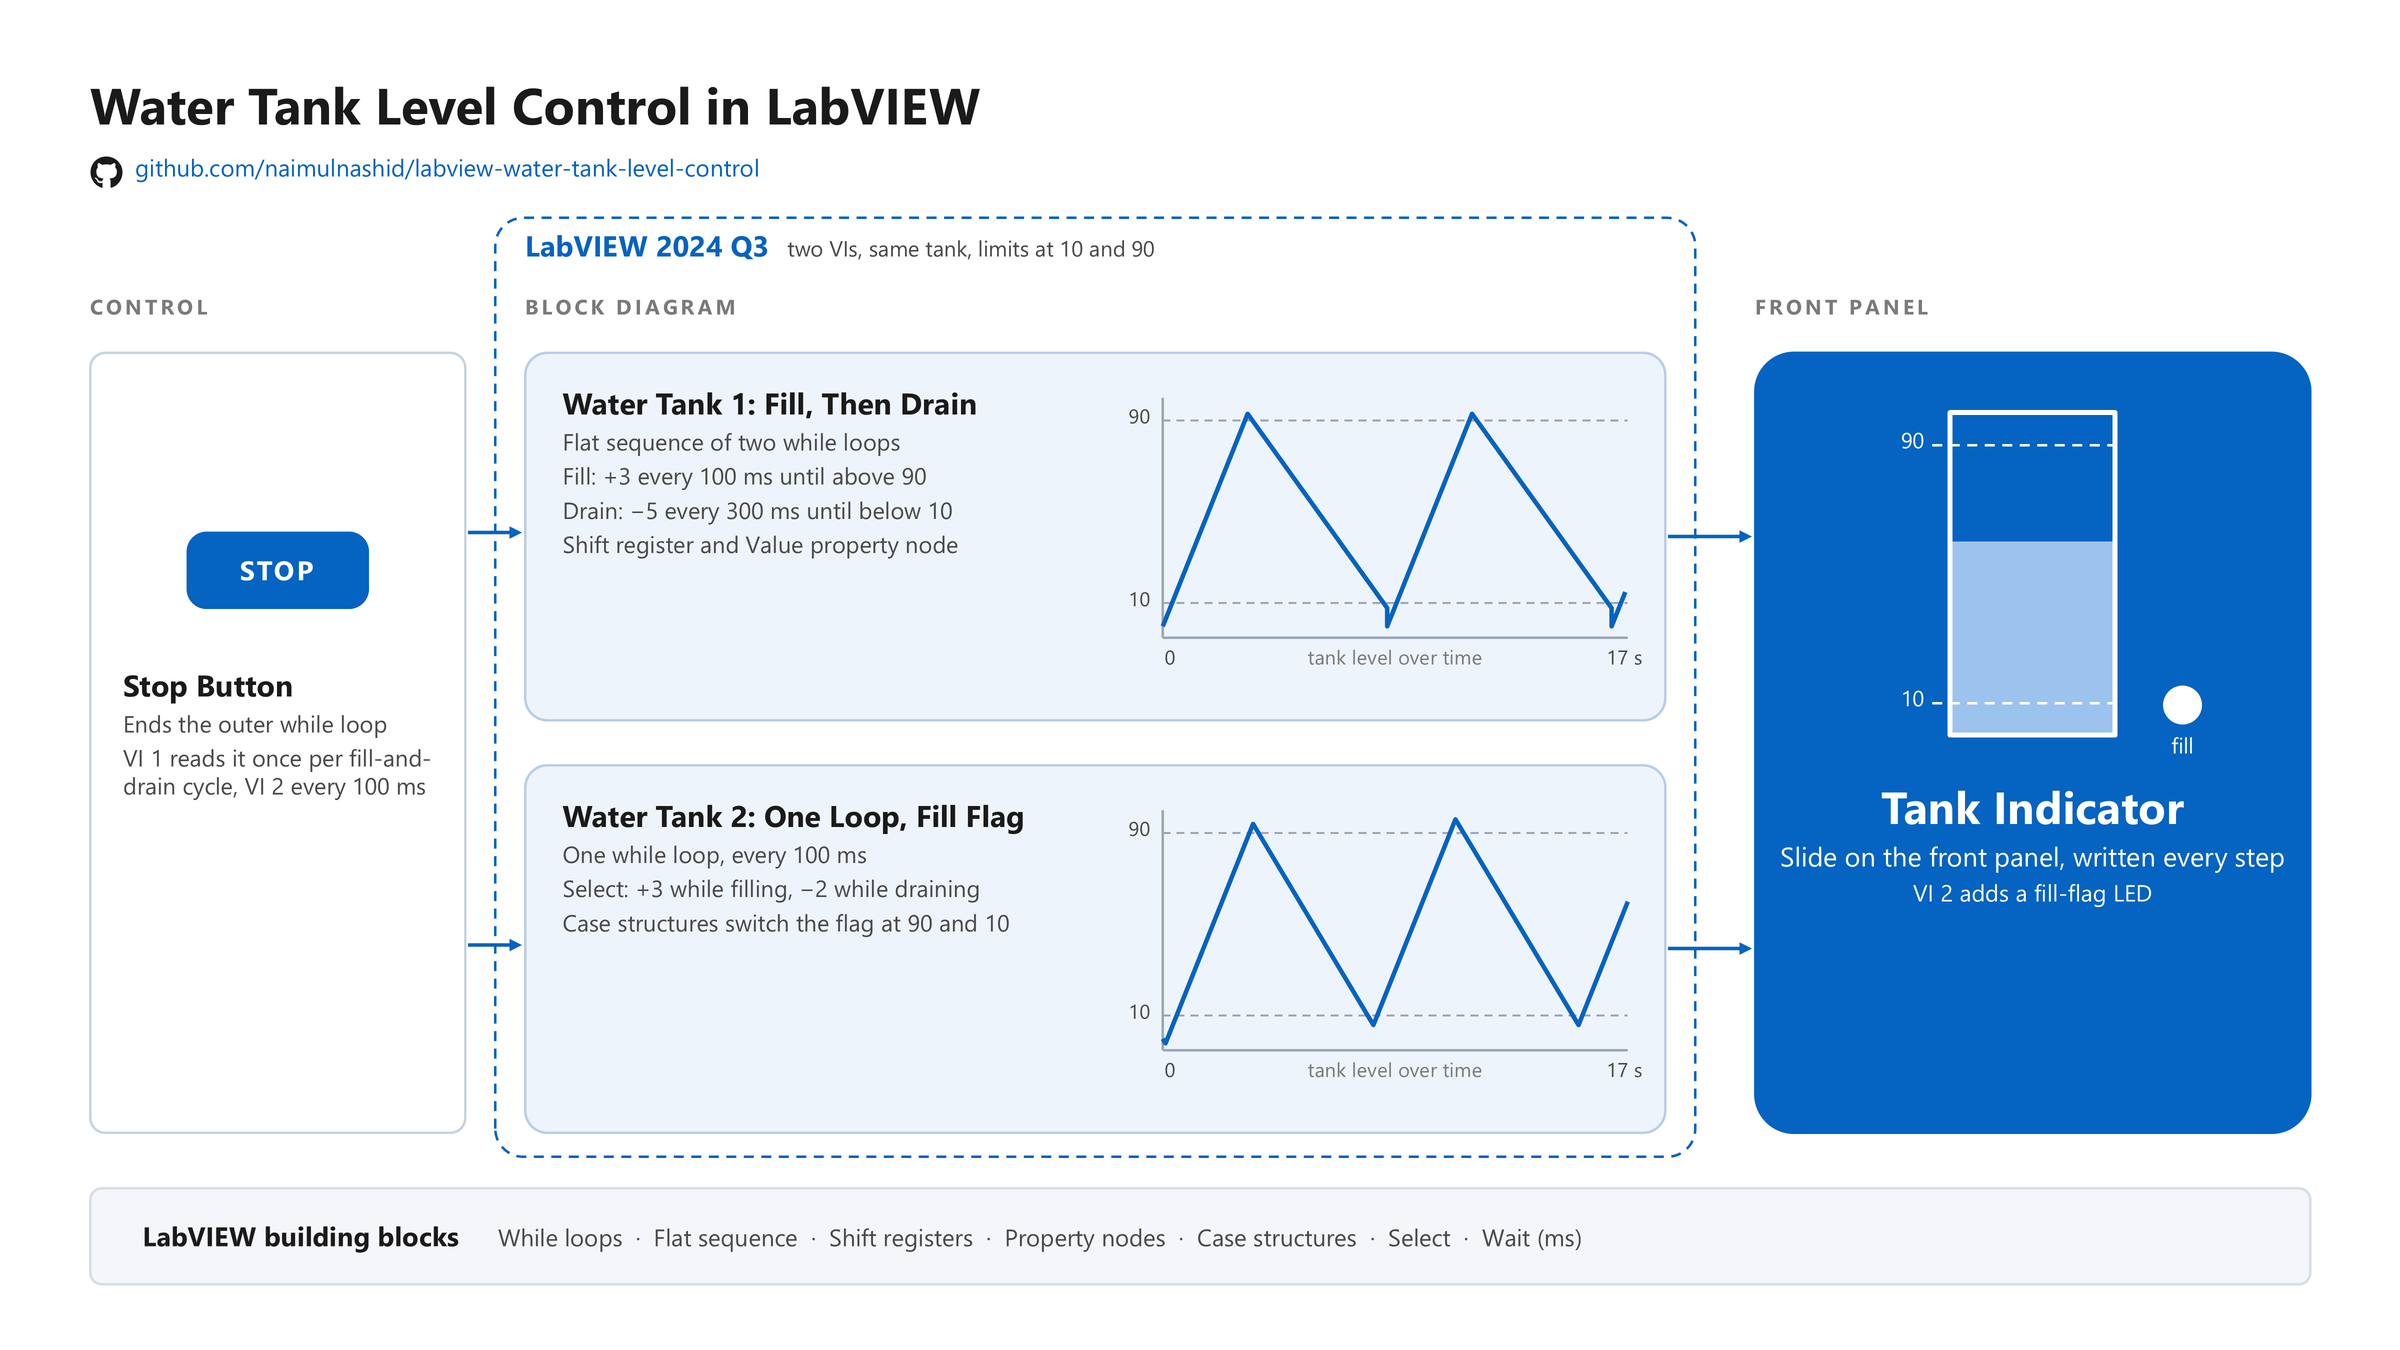 Water Tank Level Control in LabVIEW
github.com/naimulnashid/labview-water-tank-level-control
LabVIEW 2024 Q3 two VIs, same tank, limits at 10 and 90
CONTROL
STOP
Stop Button
Ends the outer while loop
VI 1 reads it once per fill-and-
drain cycle, VI 2 every 100 ms
BLOCK DIAGRAM
Water Tank 1: Fill, Then Drain
Flat sequence of two while loops
Fill: +3 every 100 ms until above 90
Drain: −5 every 300 ms until below 10
Shift register and Value property node
90
10
0 tank level over time 17 s
Water Tank 2: One Loop, Fill Flag
One while loop, every 100 ms
Select: +3 while filling, −2 while draining
Case structures switch the flag at 90 and 10
90
10
0 tank level over time 17 s
FRONT PANEL
90
10
fill
Tank Indicator
Slide on the front panel, written every step
VI 2 adds a fill-flag LED
LabVIEW building blocks While loops · Flat sequence · Shift registers · Property nodes · Case structures · Select · Wait (ms)